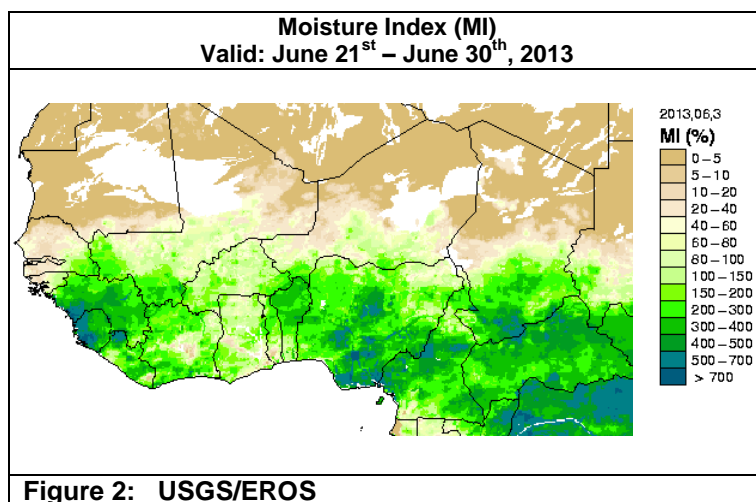 Moisture Index (MI)
Valid: June 21st – June 30th, 2013
2013,06,3
MI (%)
0 – 5
5 – 10
10 – 20
20 – 40
40 – 60
60 – 80
80 – 100
100 – 150
150 – 200
200 – 300
300 – 400
400 – 500
500 – 700
> 700
Figure 2: USGS/EROS